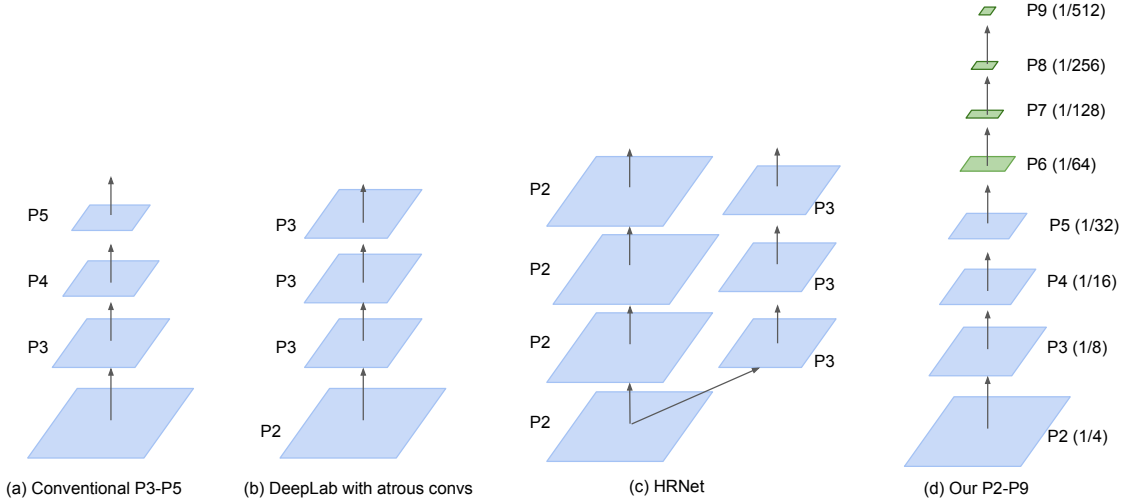 P5
P4
P3
(a) Conventional P3-P5
P3
P3
P3
P2
(b) DeepLab with atrous convs
P2
P3
P2
P3
P2
P3
P2
(c) HRNet
P9 (1/512)
P8 (1/256)
P7 (1/128)
P6 (1/64)
P5 (1/32)
P4 (1/16)
P3 (1/8)
P2 (1/4)
(d) Our P2-P9